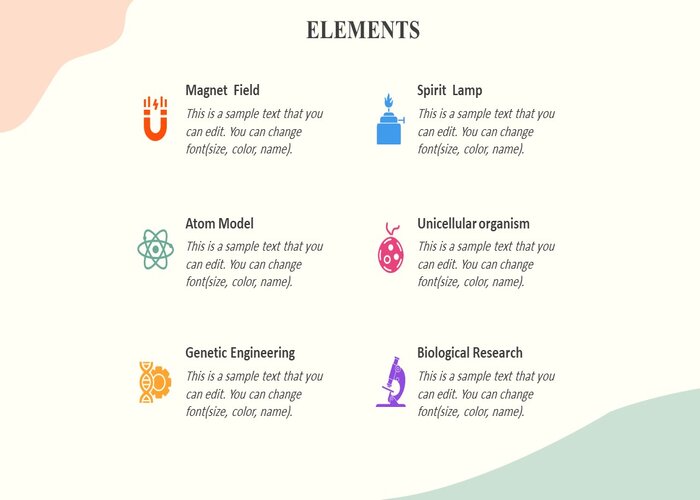 ELEMENTS
Magnet Field
This is a sample text that you
can edit. You can change
font(size, color, name).
Spirit Lamp
This is a sample text that you
can edit. You can change
font(size, color, name).
Atom Model
This is a sample text that you
can edit. You can change
font(size, color, name).
Unicellular organism
This is a sample text that you
can edit. You can change
font(size, color, name).
Genetic Engineering
This is a sample text that you
can edit. You can change
font(size, color, name).
Biological Research
This is a sample text that you
can edit. You can change
font(size, color, name).